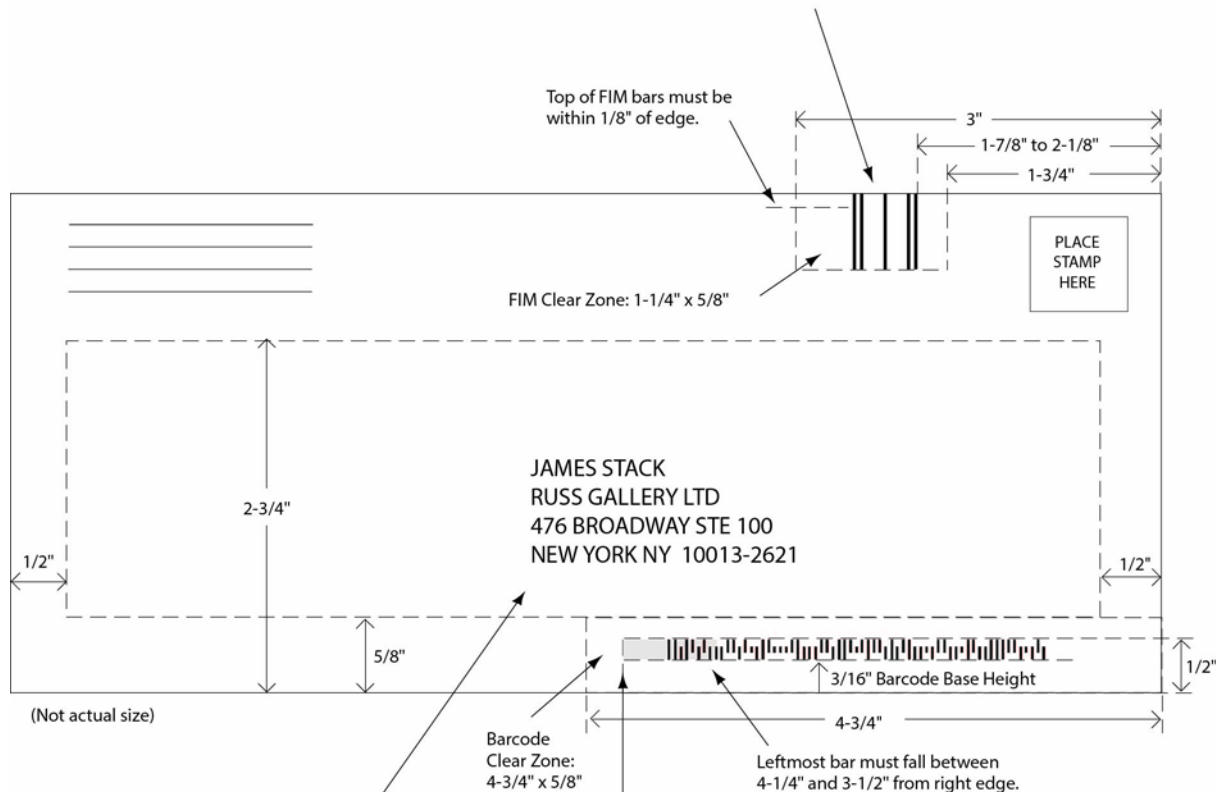 Top of FIM bars must be
within 1/8" of edge.
3"
1-7/8" to 2-1/8"
1-3/4"
PLACE
STAMP
HERE
FIM Clear Zone: 1-1/4" x 5/8"
JAMES STACK
RUSS GALLERY LTD
476 BROADWAY STE 100
NEW YORK NY  10013-2621
2-3/4"
1/2"
1/2"
5/8"
3/16" Barcode Base Height
1/2"
(Not actual size)
4-3/4"
Barcode
Clear Zone:
4-3/4" x 5/8"
Leftmost bar must fall between
4-1/4" and 3-1/2" from right edge.